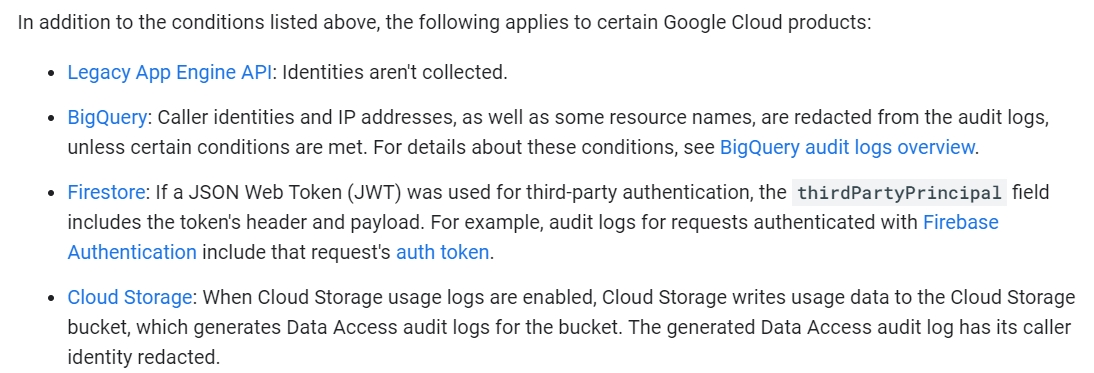 In addition to the conditions listed above, the following applies to certain Google Cloud products:
• Legacy App Engine API: Identities aren't collected.
• BigQuery: Caller identities and IP addresses, as well as some resource names, are redacted from the audit logs,
unless certain conditions are met. For details about these conditions, see BigQuery audit logs overview.
• Firestore: If a JSON Web Token (JWT) was used for third-party authentication, the thirdPartyPrincipal field
includes the token's header and payload. For example, audit logs for requests authenticated with Firebase
Authentication include that request's auth token.
• Cloud Storage: When Cloud Storage usage logs are enabled, Cloud Storage writes usage data to the Cloud Storage
bucket, which generates Data Access audit logs for the bucket. The generated Data Access audit log has its caller
identity redacted.